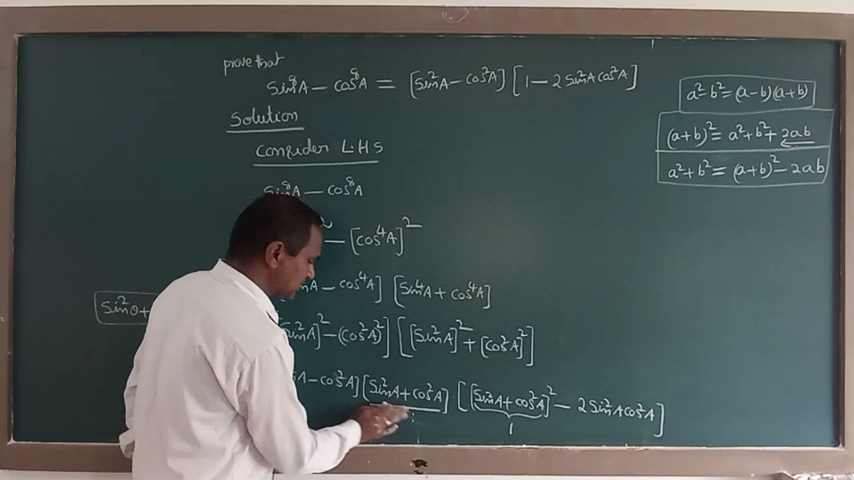 prove that
Sin⁸A − cos⁸A = [Sin²A − cos²A] [1 − 2 Sin²A cos²A]
Solution
Consider L.H.S
Sin⁸A − cos⁸A
− [cos⁴A]²
A − cos⁴A] [Sin⁴A + cos⁴A]
Sin²A]² − (cos²A)²] [[Sin²A]² + [cos²A]²]
A − cos²A] [Sin²A + cos²A] [[Sin²A + cos²A]² − 2 Sin²A cos²A]
1
Sin²θ +
a² − b² = (a − b)(a + b)
(a + b)² = a² + b² + 2ab
a² + b² = (a + b)² − 2ab